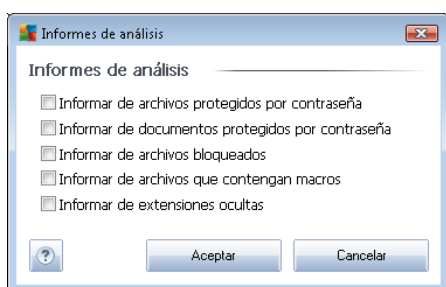 Informes de análisis
Informes de análisis
Informar de archivos protegidos por contraseña
Informar de documentos protegidos por contraseña
Informar de archivos bloqueados
Informar de archivos que contengan macros
Informar de extensiones ocultas
? Aceptar Cancelar